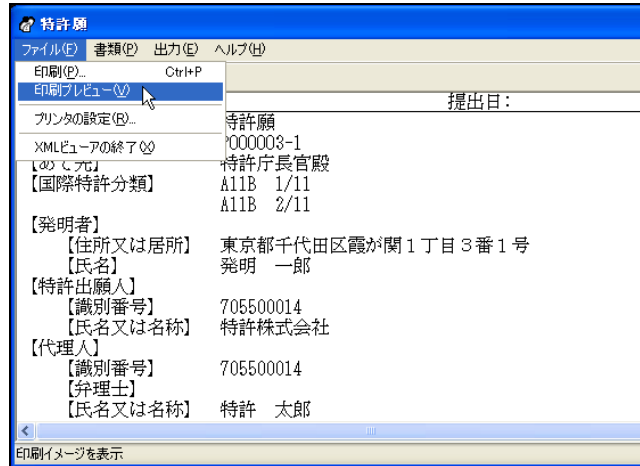 特許願
ファイル(F) 書類(P) 出力(E) ヘルプ(H)
印刷(P)... Ctrl+P
印刷プレビュー(V)
プリンタの設定(R)...
XMLビューアの終了(X)
提出日:
特許願
P000003-1
【あて先】 特許庁長官殿
【国際特許分類】 A11B 1/11
A11B 2/11
【発明者】
【住所又は居所】 東京都千代田区霞が関1丁目3番1号
【氏名】 発明 一郎
【特許出願人】
【識別番号】 705500014
【氏名又は名称】 特許株式会社
【代理人】
【識別番号】 705500014
【弁理士】
【氏名又は名称】 特許 太郎
印刷イメージを表示